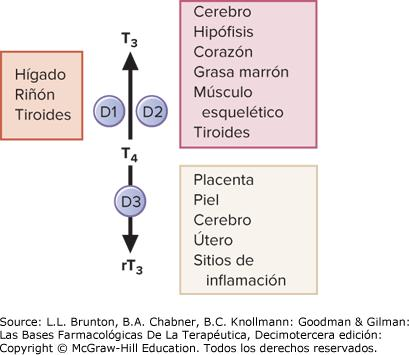 T3
Hígado
Riñón
Tiroides
D1
D2
Cerebro
Hipófisis
Corazón
Grasa marrón
Músculo
esquelético
Tiroides
T4
D3
rT3
Placenta
Piel
Cerebro
Útero
Sitios de
inflamación
Source: L.L. Brunton, B.A. Chabner, B.C. Knollmann: Goodman & Gilman:
Las Bases Farmacológicas De La Terapéutica, Decimotercera edición:
Copyright © McGraw-Hill Education. Todos los derechos reservados.